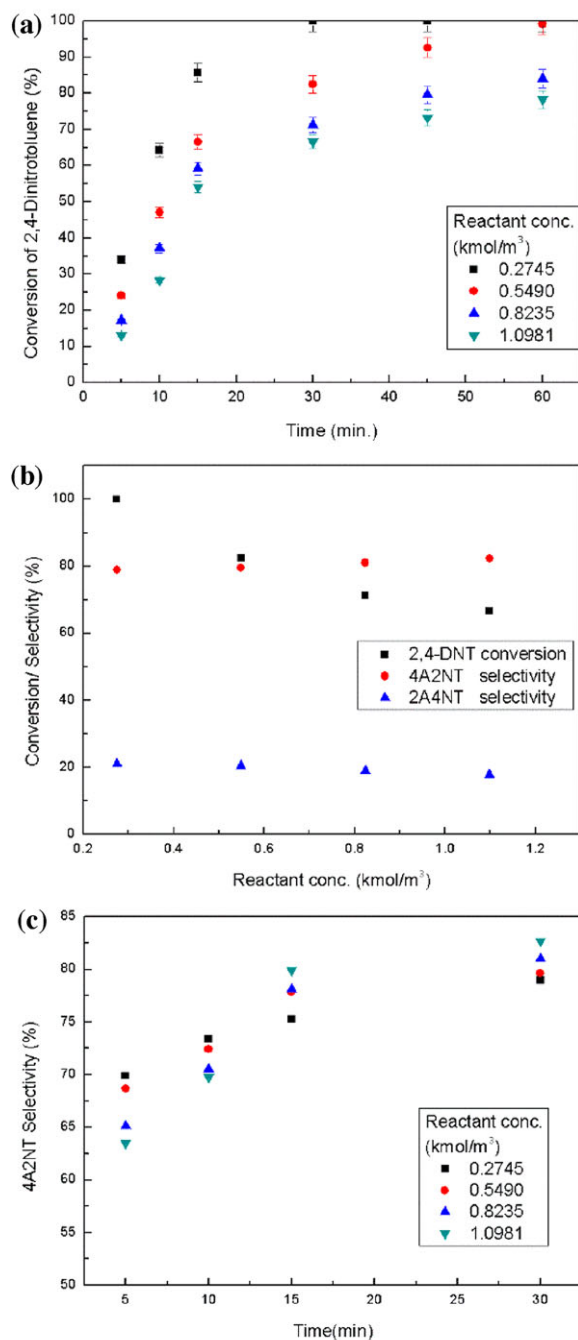 (a)
Conversion of 2,4-Dinitrotoluene (%)
100
90
80
70
60
50
40
30
20
10
0
Reactant conc.
(kmol/m³)
0.2745
0.5490
0.8235
1.0981
0 10 20 30 40 50 60
Time (min.)
(b)
Conversion/ Selectivity (%)
100
80
60
40
20
0
2,4-DNT conversion
4A2NT selectivity
2A4NT selectivity
0.2 0.4 0.6 0.8 1.0 1.2
Reactant conc. (kmol/m³)
(c)
4A2NT Selectivity (%)
85
80
75
70
65
60
55
50
Reactant conc.
(kmol/m³)
0.2745
0.5490
0.8235
1.0981
5 10 15 20 25 30
Time(min)